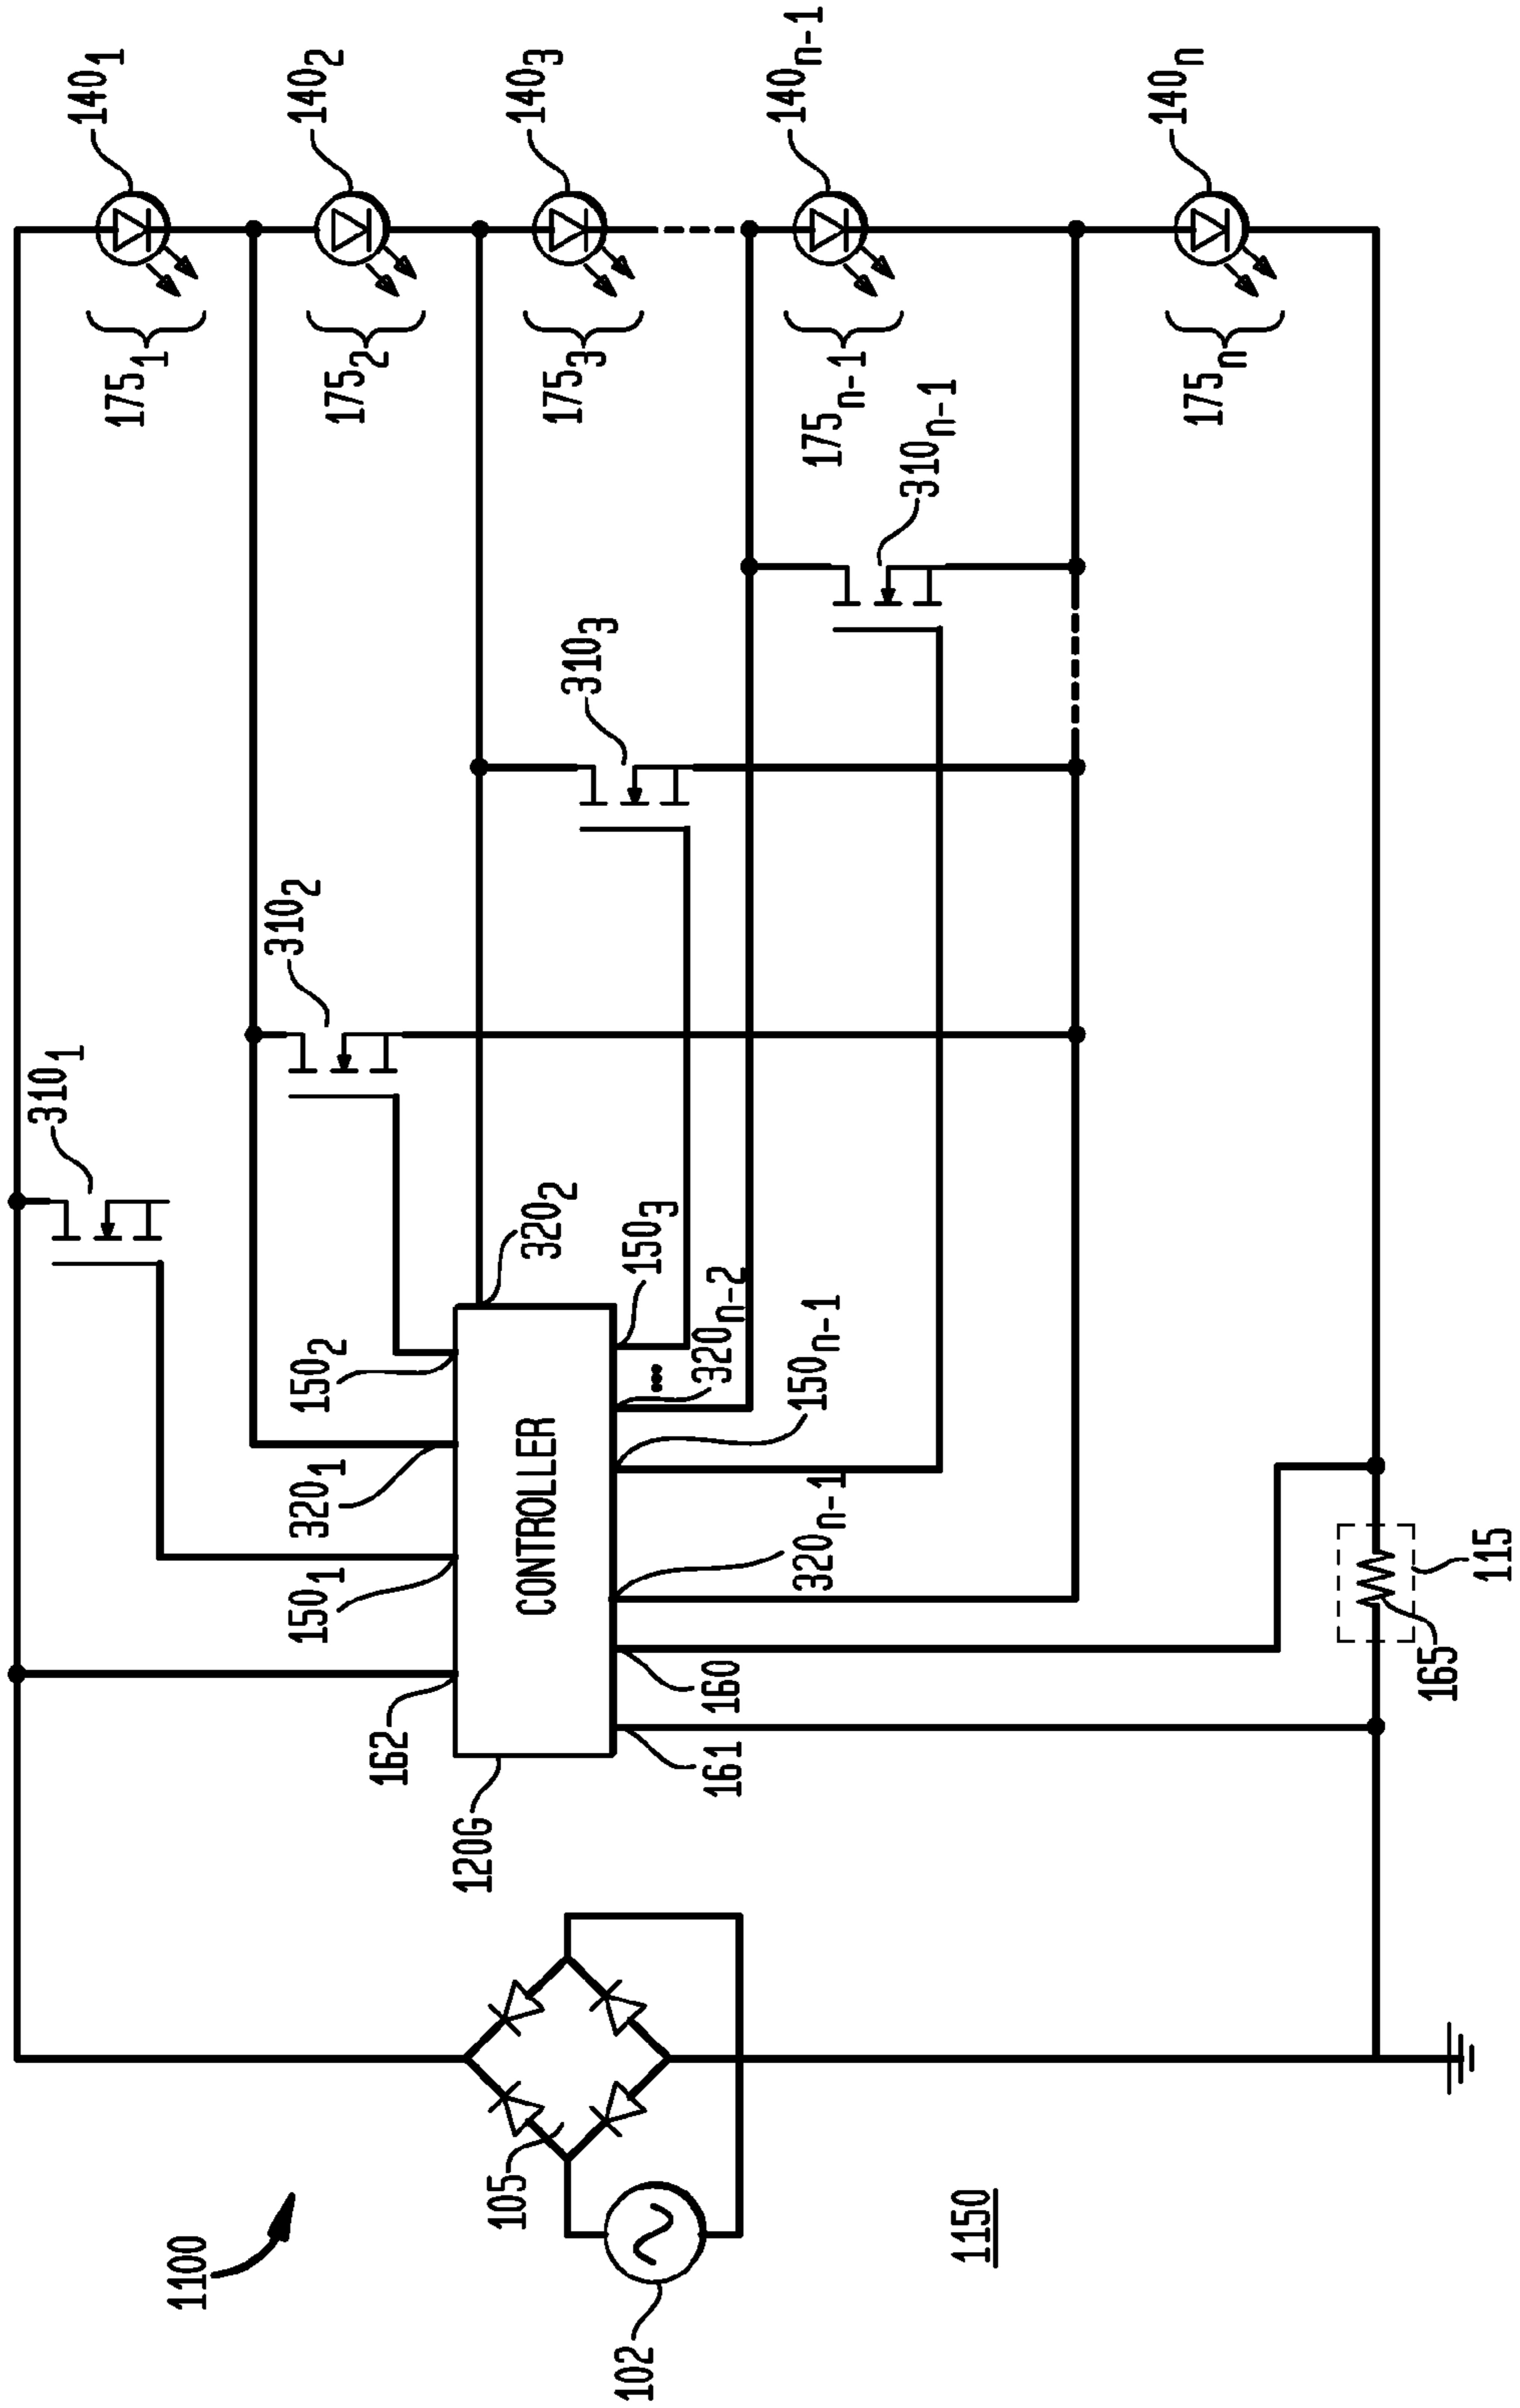 1100
102
105
1150
120G
CONTROLLER
162
150₁
320₁
150₂
320₂
150₃
320ₙ₋₂
150ₙ₋₁
320ₙ₋₁
160
161
115
165
310₁
310₂
310₃
310ₙ₋₁
175₁
175₂
175₃
175ₙ₋₁
175ₙ
140₁
140₂
140₃
140ₙ₋₁
140ₙ